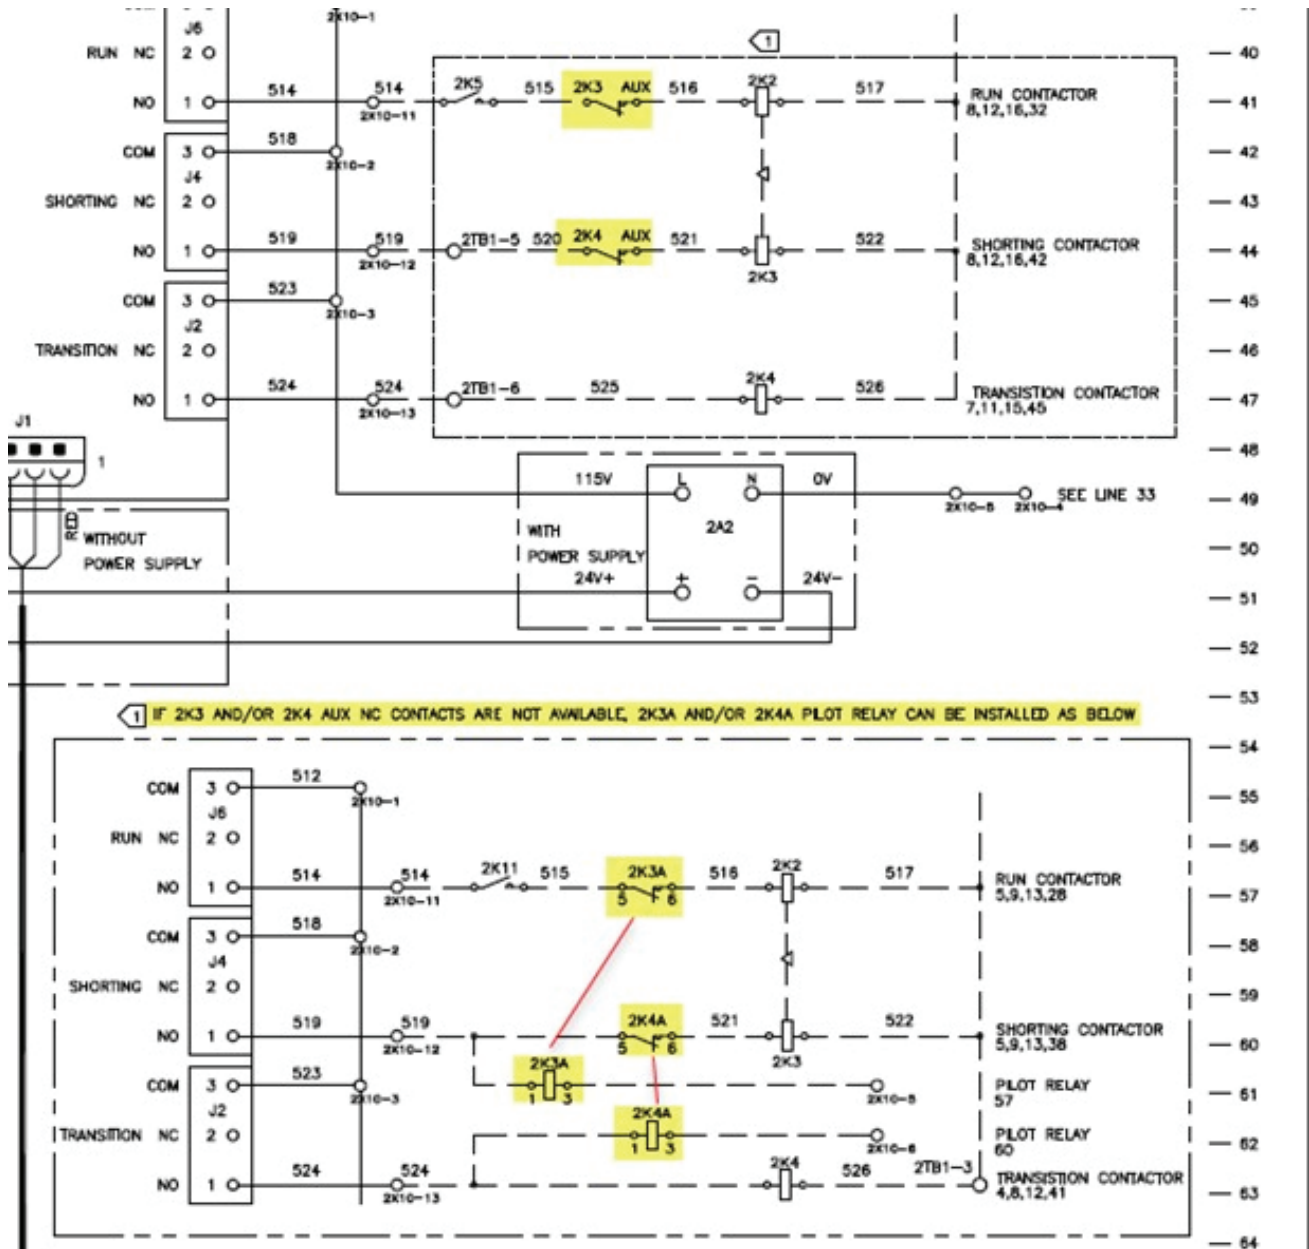 2X10-1
J6
RUN NC 2 40
1
514 514 2K5 515 2K3 AUX 516 2K2 517 RUN CONTACTOR
NO 1 2X10-11 8,12,16,32 41
COM 3 518 2X10-2 42
J4
SHORTING NC 2 43
519 519 2TB1-5 520 2K4 AUX 521 522 SHORTING CONTACTOR
NO 1 2X10-12 2K3 8,12,16,42 44
COM 3 523 2X10-3 45
J2
TRANSITION NC 2 46
524 524 2TB1-6 525 2K4 526 TRANSISTION CONTACTOR
NO 1 2X10-13 7,11,15,45 47
J1
1 48
115V L N 0V SEE LINE 33 49
2X10-5 2X10-4
RED WITHOUT WITH 2A2
POWER SUPPLY POWER SUPPLY 50
24V+ + - 24V- 51
52
53
1 IF 2K3 AND/OR 2K4 AUX NC CONTACTS ARE NOT AVAILABLE, 2K3A AND/OR 2K4A PILOT RELAY CAN BE INSTALLED AS BELOW
54
COM 3 512 2X10-1 55
J6
RUN NC 2 56
514 514 2K11 515 2K3A 516 2K2 517 RUN CONTACTOR
NO 1 2X10-11 5 6 5,9,13,28 57
COM 3 518 2X10-2 58
J4
SHORTING NC 2 59
519 519 2K4A 521 522 SHORTING CONTACTOR
NO 1 2X10-12 5 6 2K3 5,9,13,38 60
COM 3 523 2X10-3 2K3A 1 3 2X10-5 PILOT RELAY
57 61
J2
TRANSITION NC 2 2K4A 1 3 2X10-6 PILOT RELAY
60 62
524 524 2K4 526 2TB1-3 TRANSISTION CONTACTOR
NO 1 2X10-13 4,8,12,41 63
64